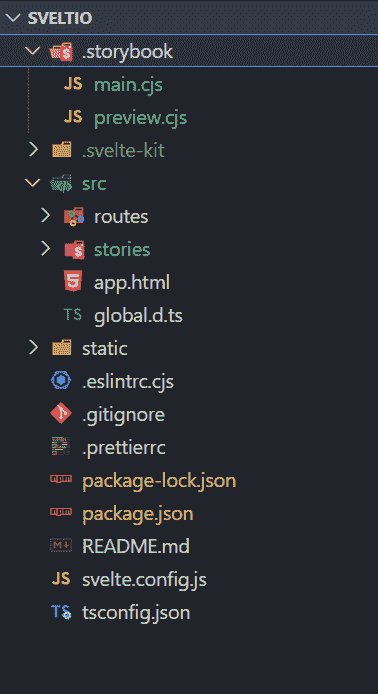 SVELTIO
.storybook
JS main.cjs
JS preview.cjs
.svelte-kit
src
routes
stories
app.html
TS global.d.ts
static
.eslintrc.cjs
.gitignore
.prettierrc
package-lock.json
package.json
README.md
JS svelte.config.js
TS tsconfig.json